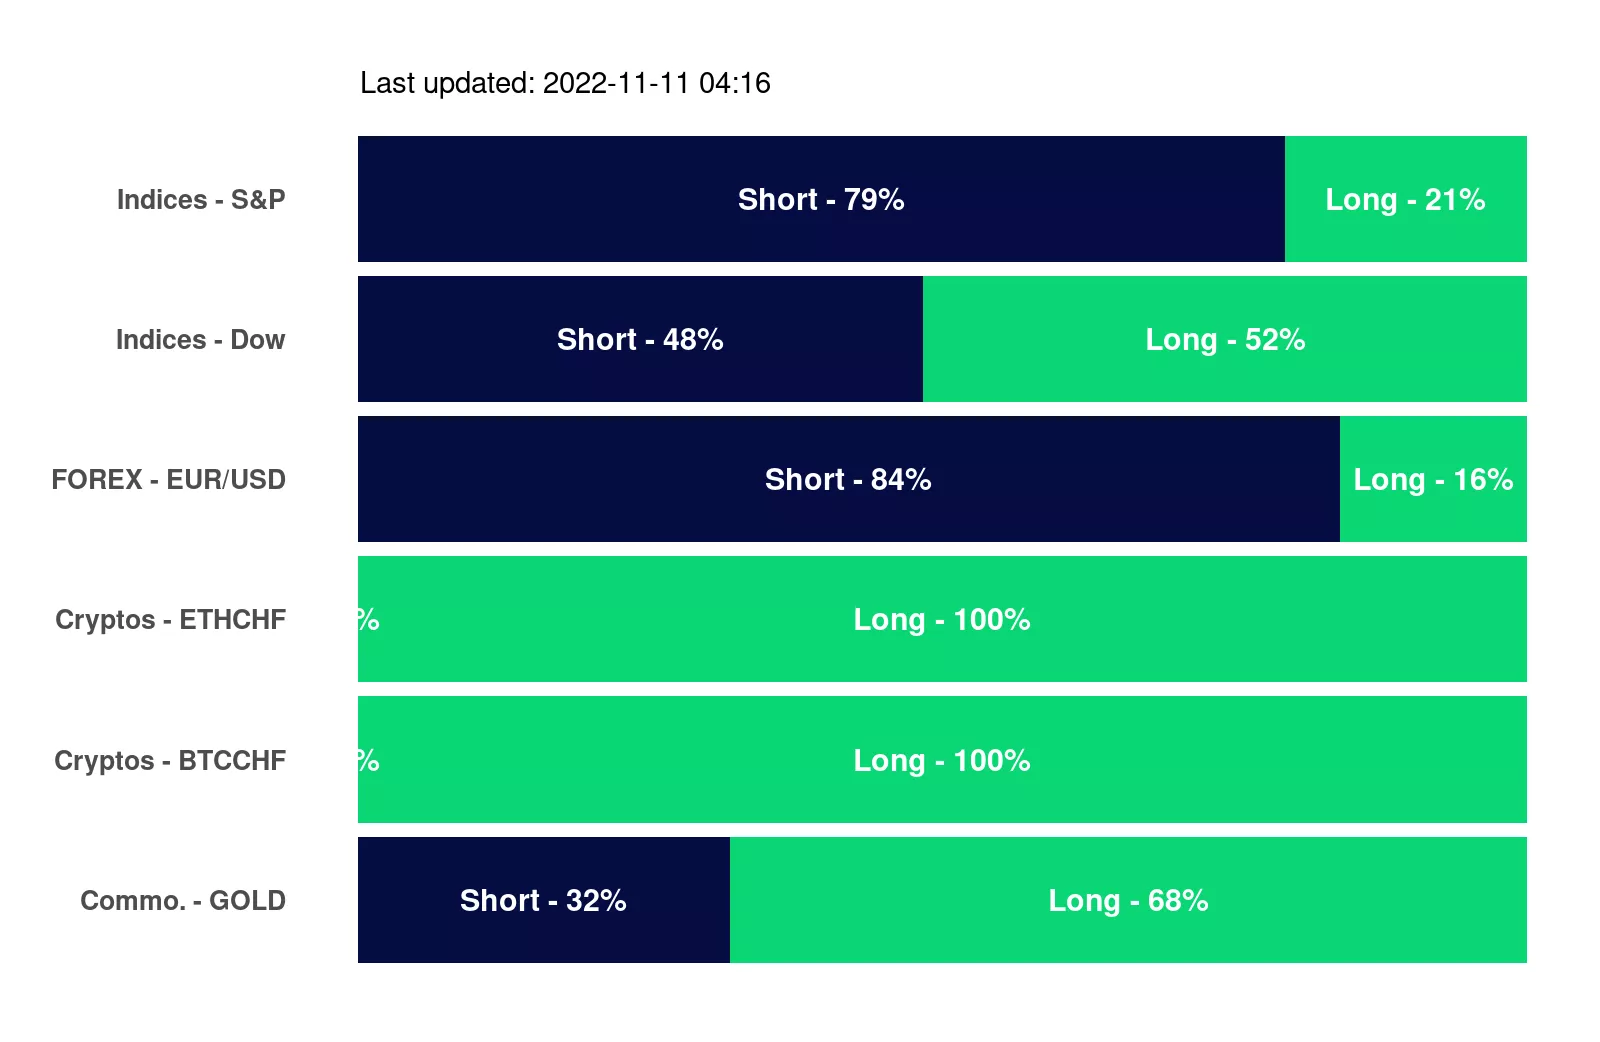 Last updated: 2022-11-11 04:16
Indices - S&P Short - 79% Long - 21%
Indices - Dow Short - 48% Long - 52%
FOREX - EUR/USD Short - 84% Long - 16%
Cryptos - ETHCHF % Long - 100%
Cryptos - BTCCHF % Long - 100%
Commo. - GOLD Short - 32% Long - 68%